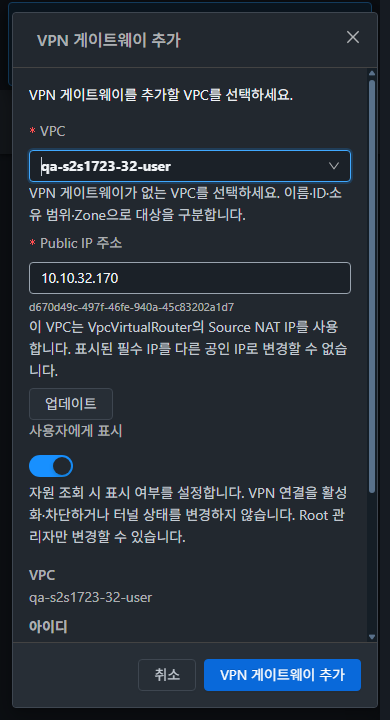 VPN 게이트웨이 추가
VPN 게이트웨이를 추가할 VPC를 선택하세요.
* VPC
qa-s2s1723-32-user
VPN 게이트웨이가 없는 VPC를 선택하세요. 이름·ID·소
유 범위·Zone으로 대상을 구분합니다.
* Public IP 주소
10.10.32.170
d670d49c-497f-46fe-940a-45c83202a1d7
이 VPC는 VpcVirtualRouter의 Source NAT IP를 사용
합니다. 표시된 필수 IP를 다른 공인 IP로 변경할 수 없습
니다.
업데이트
사용자에게 표시
자원 조회 시 표시 여부를 설정합니다. VPN 연결을 활성
화·차단하거나 터널 상태를 변경하지 않습니다. Root 관
리자만 변경할 수 있습니다.
VPC
qa-s2s1723-32-user
아이디
취소
VPN 게이트웨이 추가